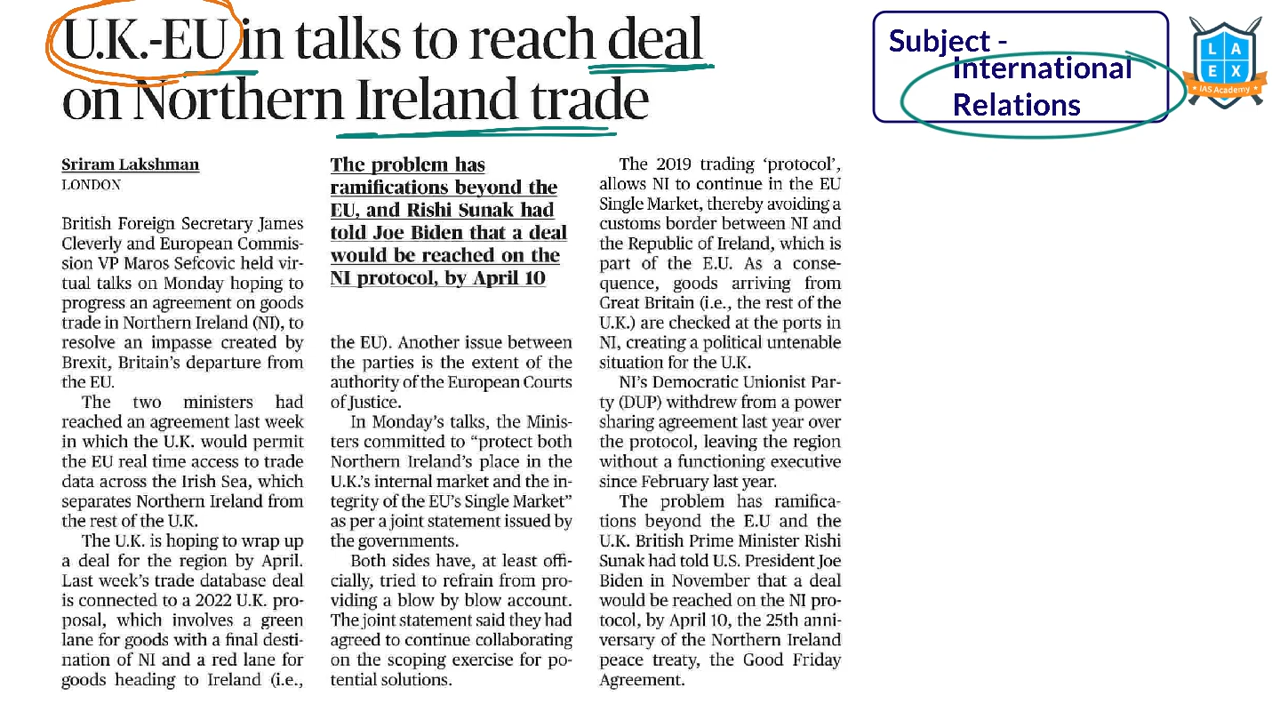 U.K.-EU in talks to reach deal
on Northern Ireland trade
Subject -
International
Relations
L A
E X
IAS Academy
Sriram Lakshman
LONDON
British Foreign Secretary James
Cleverly and European Commis-
sion VP Maros Sefcovic held vir-
tual talks on Monday hoping to
progress an agreement on goods
trade in Northern Ireland (NI), to
resolve an impasse created by
Brexit, Britain's departure from
the EU.
The two ministers had
reached an agreement last week
in which the U.K. would permit
the EU real time access to trade
data across the Irish Sea, which
separates Northern Ireland from
the rest of the U.K.
The U.K. is hoping to wrap up
a deal for the region by April.
Last week's trade database deal
is connected to a 2022 U.K. pro-
posal, which involves a green
lane for goods with a final desti-
nation of NI and a red lane for
goods heading to Ireland (i.e.,
The problem has
ramifications beyond the
EU, and Rishi Sunak had
told Joe Biden that a deal
would be reached on the
NI protocol, by April 10
the EU). Another issue between
the parties is the extent of the
authority of the European Courts
of Justice.
In Monday's talks, the Minis-
ters committed to "protect both
Northern Ireland's place in the
U.K.'s internal market and the in-
tegrity of the EU's Single Market"
as per a joint statement issued by
the governments.
Both sides have, at least offi-
cially, tried to refrain from pro-
viding a blow by blow account.
The joint statement said they had
agreed to continue collaborating
on the scoping exercise for po-
tential solutions.
The 2019 trading 'protocol',
allows NI to continue in the EU
Single Market, thereby avoiding a
customs border between NI and
the Republic of Ireland, which is
part of the E.U. As a conse-
quence, goods arriving from
Great Britain (i.e., the rest of the
U.K.) are checked at the ports in
NI, creating a political untenable
situation for the U.K.
NI's Democratic Unionist Par-
ty (DUP) withdrew from a power
sharing agreement last year over
the protocol, leaving the region
without a functioning executive
since February last year.
The problem has ramifica-
tions beyond the E.U and the
U.K. British Prime Minister Rishi
Sunak had told U.S. President Joe
Biden in November that a deal
would be reached on the NI pro-
tocol, by April 10, the 25th anni-
versary of the Northern Ireland
peace treaty, the Good Friday
Agreement.